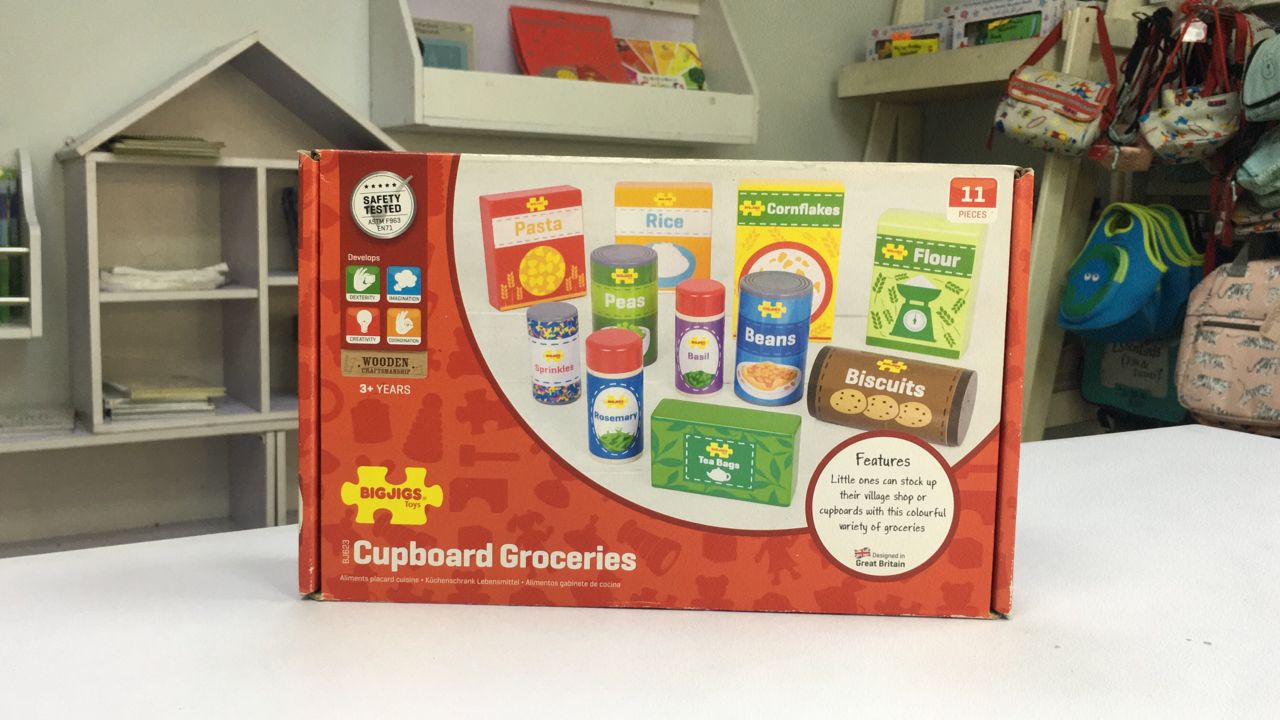 SAFETY
TESTED
ASTM F963
EN71
Develops
DEXTERITY
IMAGINATION
CREATIVITY
COORDINATION
WOODEN
CRAFTSMANSHIP
3+ YEARS
11
PIECES
Pasta
Rice
Cornflakes
Flour
Peas
Basil
Beans
Sprinkles
Rosemary
Biscuits
Tea Bags
Features
Little ones can stock up
their village shop or
cupboards with this colourful
variety of groceries
Designed in
Great Britain
BIGJIGS®
Toys
BJ623
Cupboard Groceries
Aliments placard cuisine • Küchenschrank Lebensmittel • Alimentos gabinete de cocina